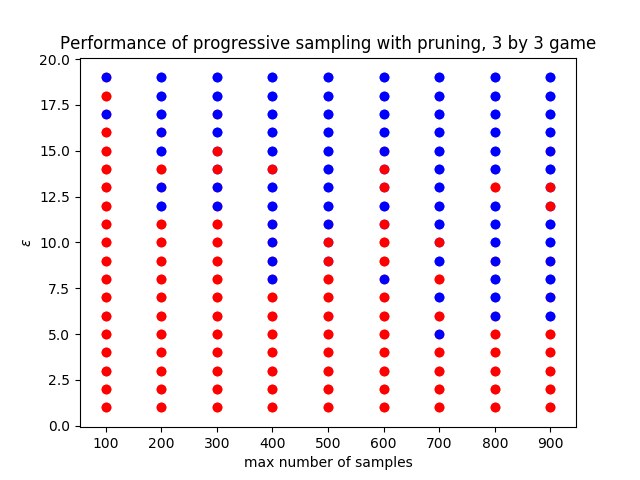 Performance of progressive sampling with pruning, 3 by 3 game
20.0
17.5
15.0
12.5
10.0
7.5
5.0
2.5
0.0
ε
100 200 300 400 500 600 700 800 900
max number of samples